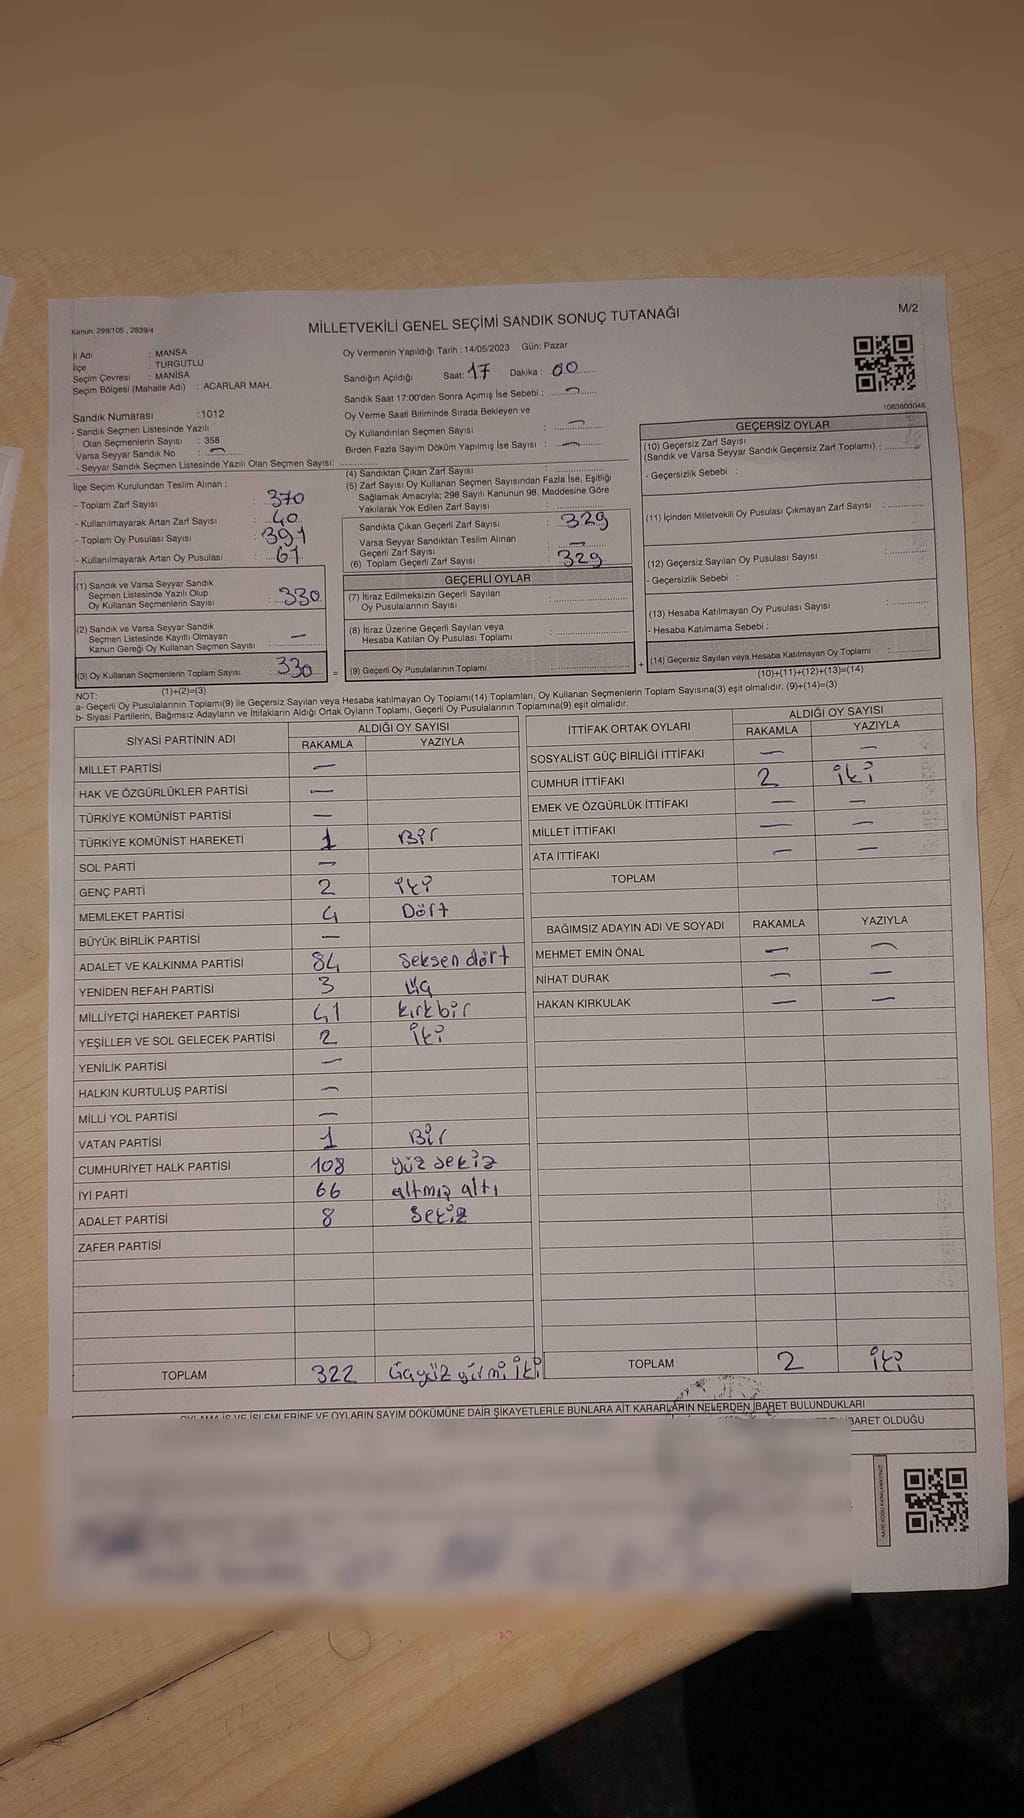 Kanun: 298/105 , 2839/4
MİLLETVEKİLİ GENEL SEÇİMİ SANDIK SONUÇ TUTANAĞI
M/2
İl Adı : MANİSA
İlçe : TURGUTLU
Seçim Çevresi : MANİSA
Seçim Bölgesi (Mahalle Adı) : ACARLAR MAH.
Oy Vermenin Yapıldığı Tarih : 14/05/2023 Gün: Pazar
Sandığın Açıldığı Saat: 17 Dakika : 00
Sandık Saat 17:00'den Sonra Açımış İse Sebebi : —
Oy Verme Saati Bitiminde Sırada Bekleyen ve
Oy Kullandırılan Seçmen Sayısı : —
Birden Fazla Sayım Döküm Yapılmış İse Sayısı : —
1083603046
Sandık Numarası : 1012
- Sandık Seçmen Listesinde Yazılı
Olan Seçmenlerin Sayısı : 358
Varsa Seyyar Sandık No : —
- Seyyar Sandık Seçmen Listesinde Yazılı Olan Seçmen Sayısı:
İlçe Seçim Kurulundan Teslim Alınan :
- Toplam Zarf Sayısı : 370
- Kullanılmayarak Artan Zarf Sayısı : 40
- Toplam Oy Pusulası Sayısı : 391
- Kullanılmayarak Artan Oy Pusulası : 61
(1) Sandık ve Varsa Seyyar Sandık
Seçmen Listesinde Yazılı Olup
Oy Kullanan Seçmenlerin Sayısı : 330
(2) Sandık ve Varsa Seyyar Sandık
Seçmen Listesinde Kayıtlı Olmayan
Kanun Gereği Oy Kullanan Seçmen Sayısı : —
(3) Oy Kullanan Seçmenlerin Toplam Sayısı : 330 =
(1)+(2)=(3)
(4) Sandıktan Çıkan Zarf Sayısı :
(5) Zarf Sayısı Oy Kullanan Seçmen Sayısından Fazla İse, Eşitliği
Sağlamak Amacıyla; 298 Sayılı Kanunun 98. Maddesine Göre
Yakılarak Yok Edilen Zarf Sayısı :
Sandıkta Çıkan Geçerli Zarf Sayısı : 329
Varsa Seyyar Sandıktan Teslim Alınan
Geçerli Zarf Sayısı : —
(6) Toplam Geçerli Zarf Sayısı : 329
GEÇERLİ OYLAR
(7) İtiraz Edilmeksizin Geçerli Sayılan
Oy Pusulalarının Sayısı :
(8) İtiraz Üzerine Geçerli Sayılan veya
Hesaba Katılan Oy Pusulası Toplamı :
(9) Geçerli Oy Pusulalarının Toplamı : +
GEÇERSİZ OYLAR
(10) Geçersiz Zarf Sayısı
(Sandık ve Varsa Seyyar Sandık Geçersiz Zarf Toplamı) :
- Geçersizlik Sebebi :
(11) İçinden Milletvekili Oy Pusulası Çıkmayan Zarf Sayısı :
(12) Geçersiz Sayılan Oy Pusulası Sayısı :
- Geçersizlik Sebebi :
(13) Hesaba Katılmayan Oy Pusulası Sayısı :
- Hesaba Katılmama Sebebi :
(14) Geçersiz Sayılan veya Hesaba Katılmayan Oy Toplamı :
(10)+(11)+(12)+(13)=(14)
NOT:
a- Geçerli Oy Pusulalarının Toplamı(9) ile Geçersiz Sayılan veya Hesaba katılmayan Oy Toplamı(14) Toplamları, Oy Kullanan Seçmenlerin Toplam Sayısına(3) eşit olmalıdır. (9)+(14)=(3)
b- Siyasi Partilerin, Bağımsız Adayların ve İttifakların Aldığı Ortak Oyların Toplamı, Geçerli Oy Pusulalarının Toplamına(9) eşit olmalıdır.
SİYASİ PARTİNİN ADI ALDIĞI OY SAYISI
RAKAMLA YAZIYLA
MİLLET PARTİSİ —
HAK VE ÖZGÜRLÜKLER PARTİSİ —
TÜRKİYE KOMÜNİST PARTİSİ —
TÜRKİYE KOMÜNİST HAREKETİ 1 Bir
SOL PARTİ —
GENÇ PARTİ 2 iki
MEMLEKET PARTİSİ 4 Dört
BÜYÜK BİRLİK PARTİSİ —
ADALET VE KALKINMA PARTİSİ 84 Seksen dört
YENİDEN REFAH PARTİSİ 3 üç
MİLLİYETÇİ HAREKET PARTİSİ 41 kırkbir
YEŞİLLER VE SOL GELECEK PARTİSİ 2 İki
YENİLİK PARTİSİ —
HALKIN KURTULUŞ PARTİSİ —
MİLLİ YOL PARTİSİ —
VATAN PARTİSİ 1 Bir
CUMHURİYET HALK PARTİSİ 108 yüz sekiz
İYİ PARTİ 66 altmış altı
ADALET PARTİSİ 8 Sekiz
ZAFER PARTİSİ
TOPLAM 322 Üçyüz yirmi iki
İTTİFAK ORTAK OYLARI ALDIĞI OY SAYISI
RAKAMLA YAZIYLA
SOSYALİST GÜÇ BİRLİĞİ İTTİFAKI — —
CUMHUR İTTİFAKI 2 iki
EMEK VE ÖZGÜRLÜK İTTİFAKI — —
MİLLET İTTİFAKI — —
ATA İTTİFAKI — —
TOPLAM
BAĞIMSIZ ADAYIN ADI VE SOYADI RAKAMLA YAZIYLA
MEHMET EMİN ÖNAL — —
NİHAT DURAK — —
HAKAN KIRKULAK — —
TOPLAM 2 iki
OYLAMA İŞ VE İŞLEMLERİNE VE OYLARIN SAYIM DÖKÜMÜNE DAİR ŞİKAYETLERLE BUNLARA AİT KARARLARIN NELERDEN İBARET BULUNDUKLARI
BARET OLDUĞU